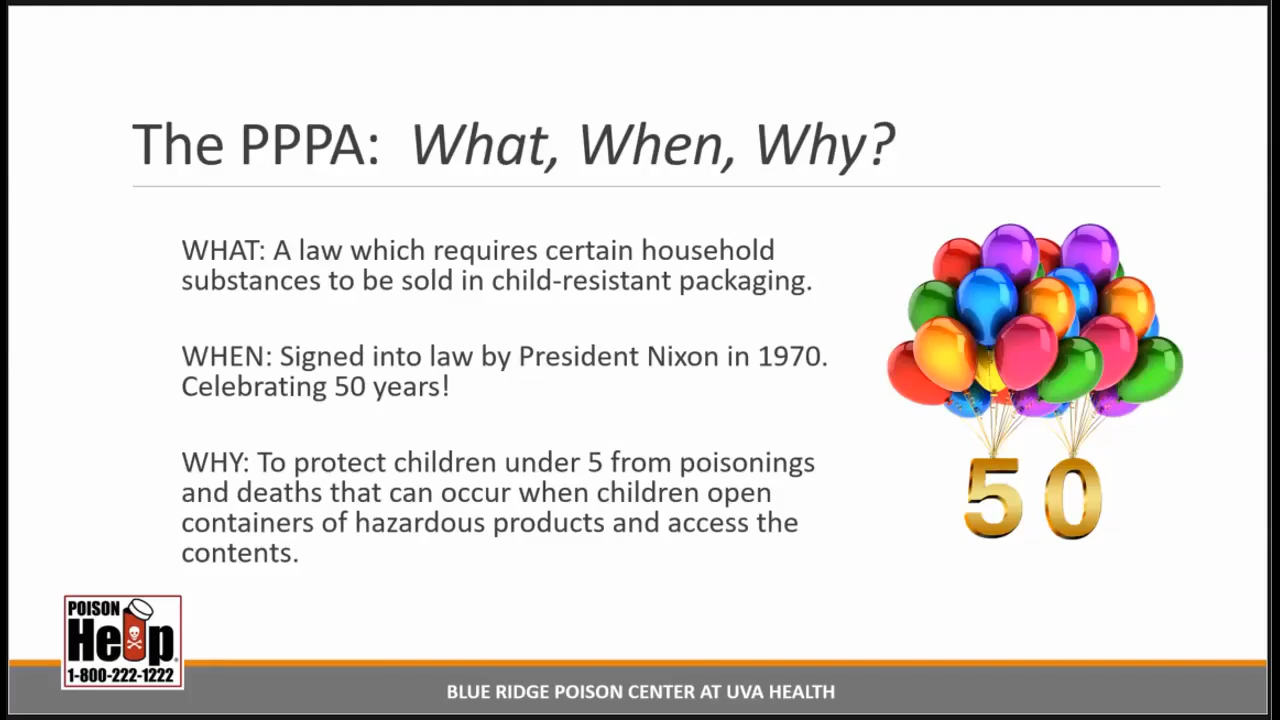 The PPPA: What, When, Why?
WHAT: A law which requires certain household
substances to be sold in child-resistant packaging.
WHEN: Signed into law by President Nixon in 1970.
Celebrating 50 years!
WHY: To protect children under 5 from poisonings
and deaths that can occur when children open
containers of hazardous products and access the
contents.
50
POISON
Help
1-800-222-1222
BLUE RIDGE POISON CENTER AT UVA HEALTH